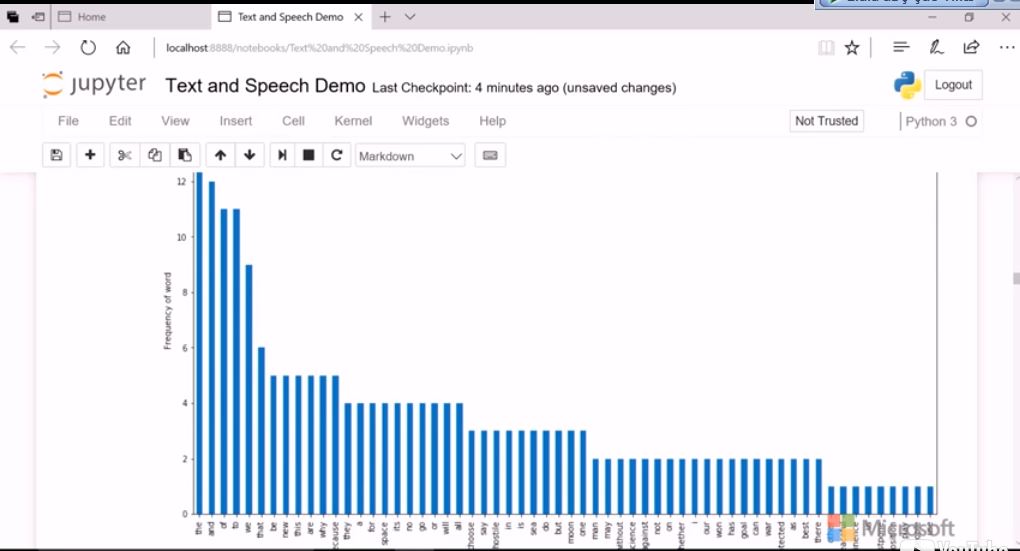 Home
Text and Speech Demo
localhost:8888/notebooks/Text%20and%20Speech%20Demo.ipynb
jupyter Text and Speech Demo Last Checkpoint: 4 minutes ago (unsaved changes)
Logout
File Edit View Insert Cell Kernel Widgets Help
Not Trusted
Python 3
Markdown
12
10
8
6
4
2
0
Frequency of word
the and of to we that be new this are why ecause they a for space its no go or will all choose say hostile in is sea do but moon one man may without science against not on hether i our won has goal can war tected as best there
Microsoft
YouTube